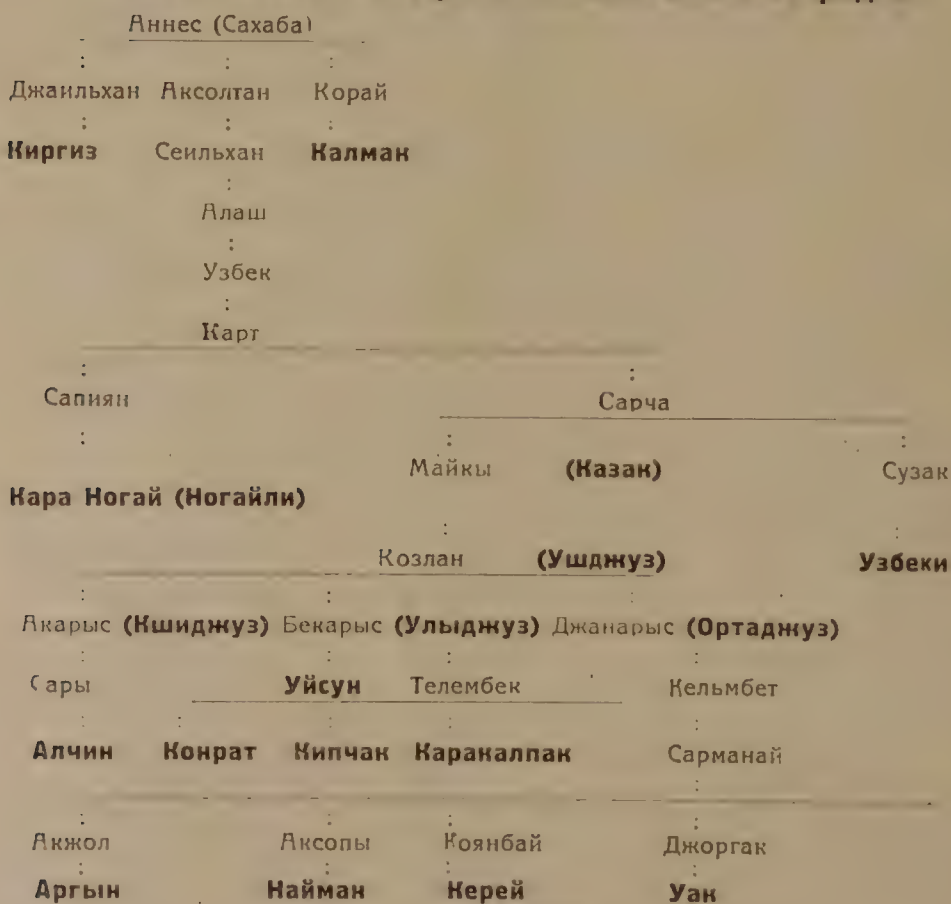 Аннес (Сахаба)
Джаильхан Аксолтан Корай
Киргиз Сеильхан Калмак
Алаш
Узбек
Карт
Сапиян Сарча
Майкы (Казак) Сузак
Кара Ногай (Ногайли)
Козлан (Ушджуз) Узбеки
Акарыс (Кшиджуз) Бекарыс (Улыджуз) Джанарыс (Ортаджуз)
Сары Уйсун Телембек Кельмбет
Алчин Конрат Кипчак Каракалпак Сарманай
Акжол Аксопы Коянбай Джоргак
Аргын Найман Керей Уак